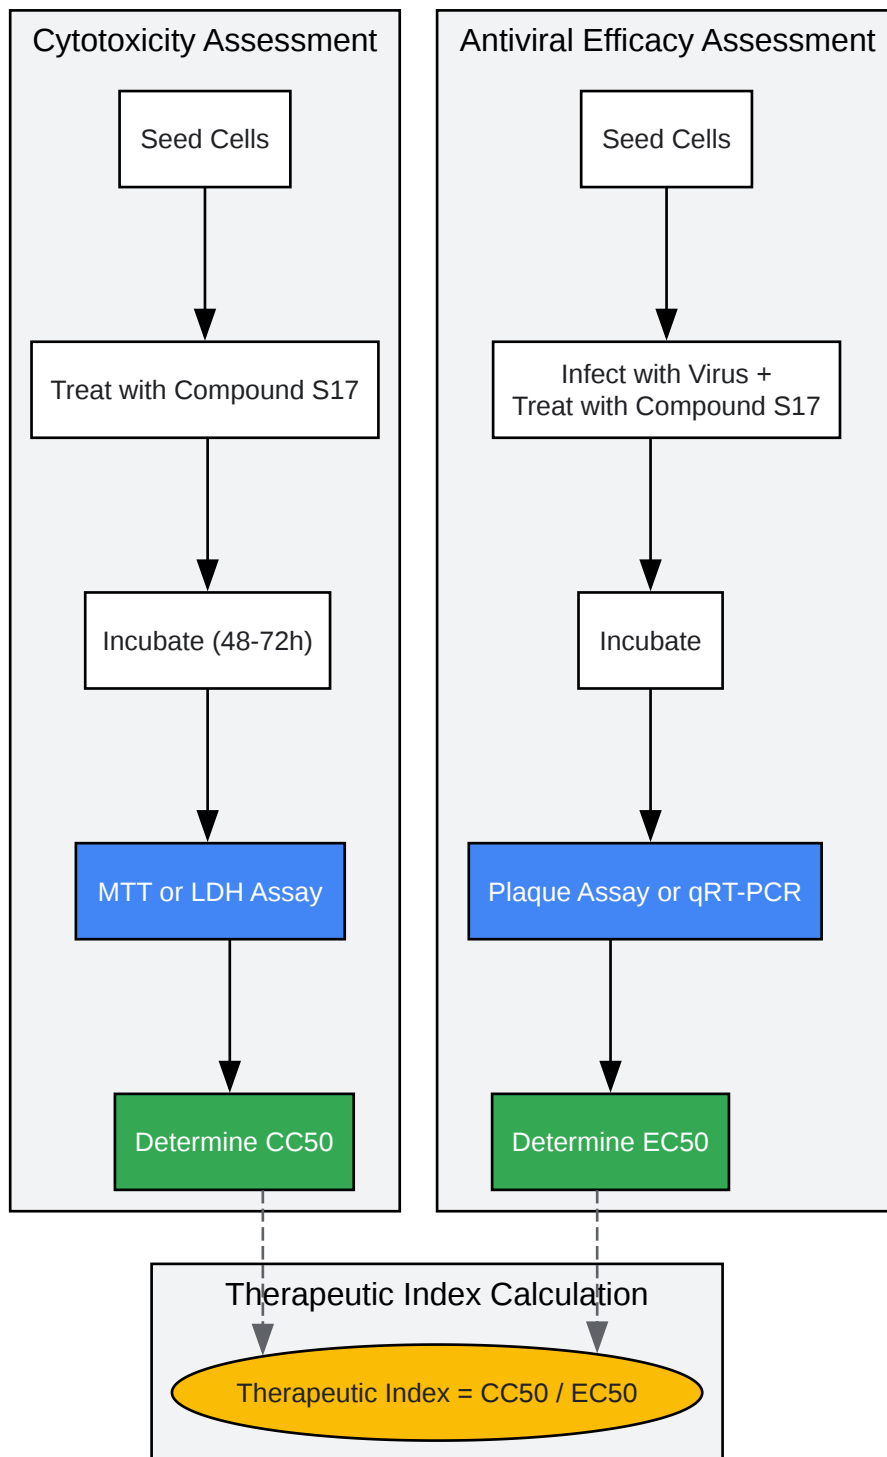 Cytotoxicity Assessment
Seed Cells
Treat with Compound S17
Incubate (48-72h)
MTT or LDH Assay
Determine CC50
Antiviral Efficacy Assessment
Seed Cells
Infect with Virus +
Treat with Compound S17
Incubate
Plaque Assay or qRT-PCR
Determine EC50
Therapeutic Index Calculation
Therapeutic Index = CC50 / EC50